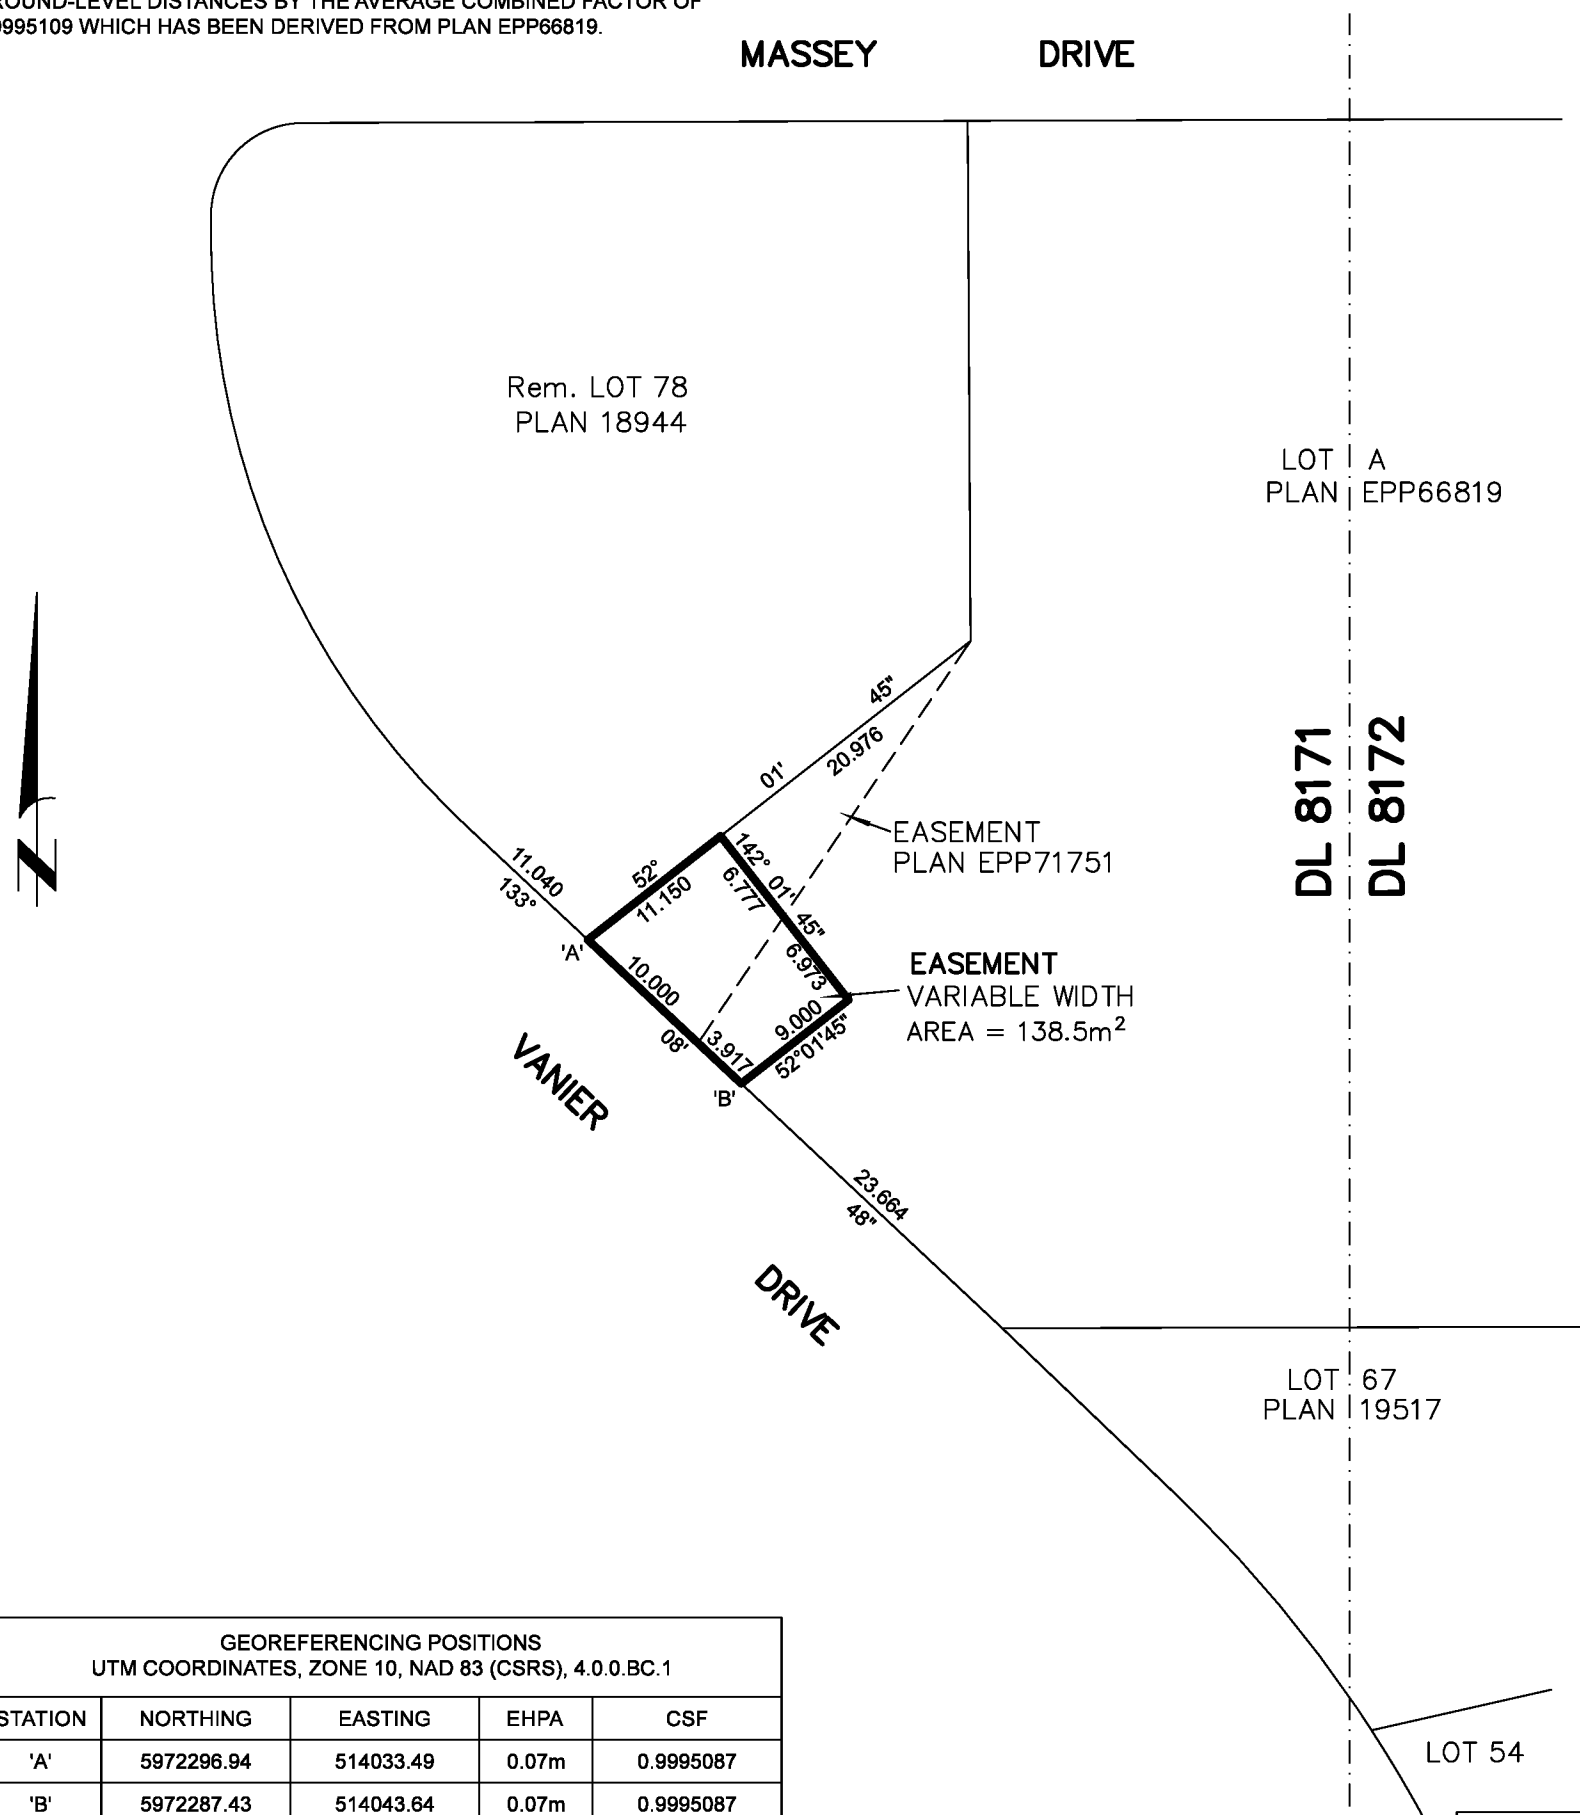 GROUND-LEVEL DISTANCES BY THE AVERAGE COMBINED FACTOR OF
9995109 WHICH HAS BEEN DERIVED FROM PLAN EPP66819.
MASSEY DRIVE
Rem. LOT 78
PLAN 18944
LOT A
PLAN EPP66819
DL 8171
DL 8172
N
45"
20.976
01'
EASEMENT
PLAN EPP71751
11.040
133°
52°
11.150
142° 01' 45"
6.777
6.973
'A'
10.000
08'
3.917
9.000
52°01'45"
'B'
EASEMENT
VARIABLE WIDTH
AREA = 138.5m²
VANIER
DRIVE
23.664
48"
LOT 67
PLAN 19517
LOT 54
GEOREFERENCING POSITIONS
UTM COORDINATES, ZONE 10, NAD 83 (CSRS), 4.0.0.BC.1
STATION NORTHING EASTING EHPA CSF
'A' 5972296.94 514033.49 0.07m 0.9995087
'B' 5972287.43 514043.64 0.07m 0.9995087